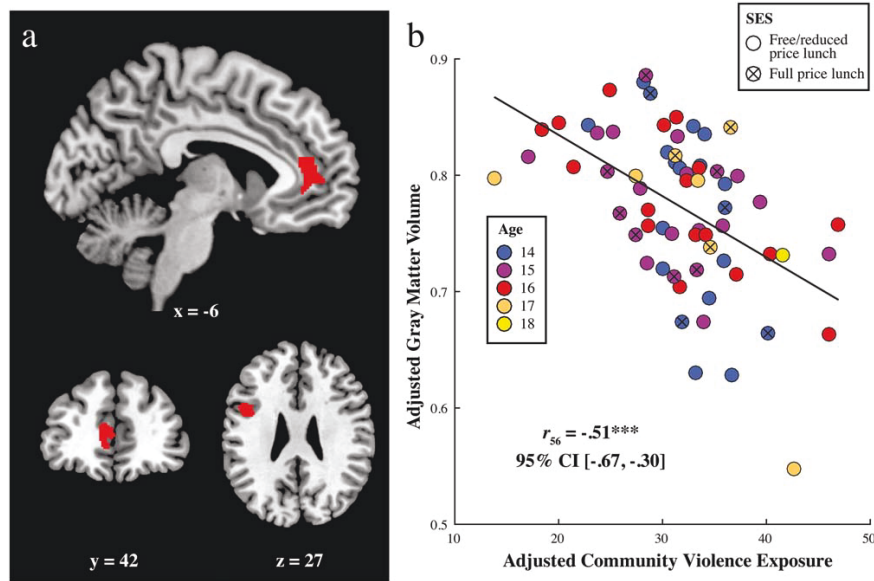 a
x = -6
y = 42
z = 27
b
SES
Free/reduced
price lunch
Full price lunch
0.9
0.8
0.7
0.6
0.5
Adjusted Gray Matter Volume
Age
14
15
16
17
18
r56 = -.51***
95% CI [-.67, -.30]
10
20
30
40
50
Adjusted Community Violence Exposure